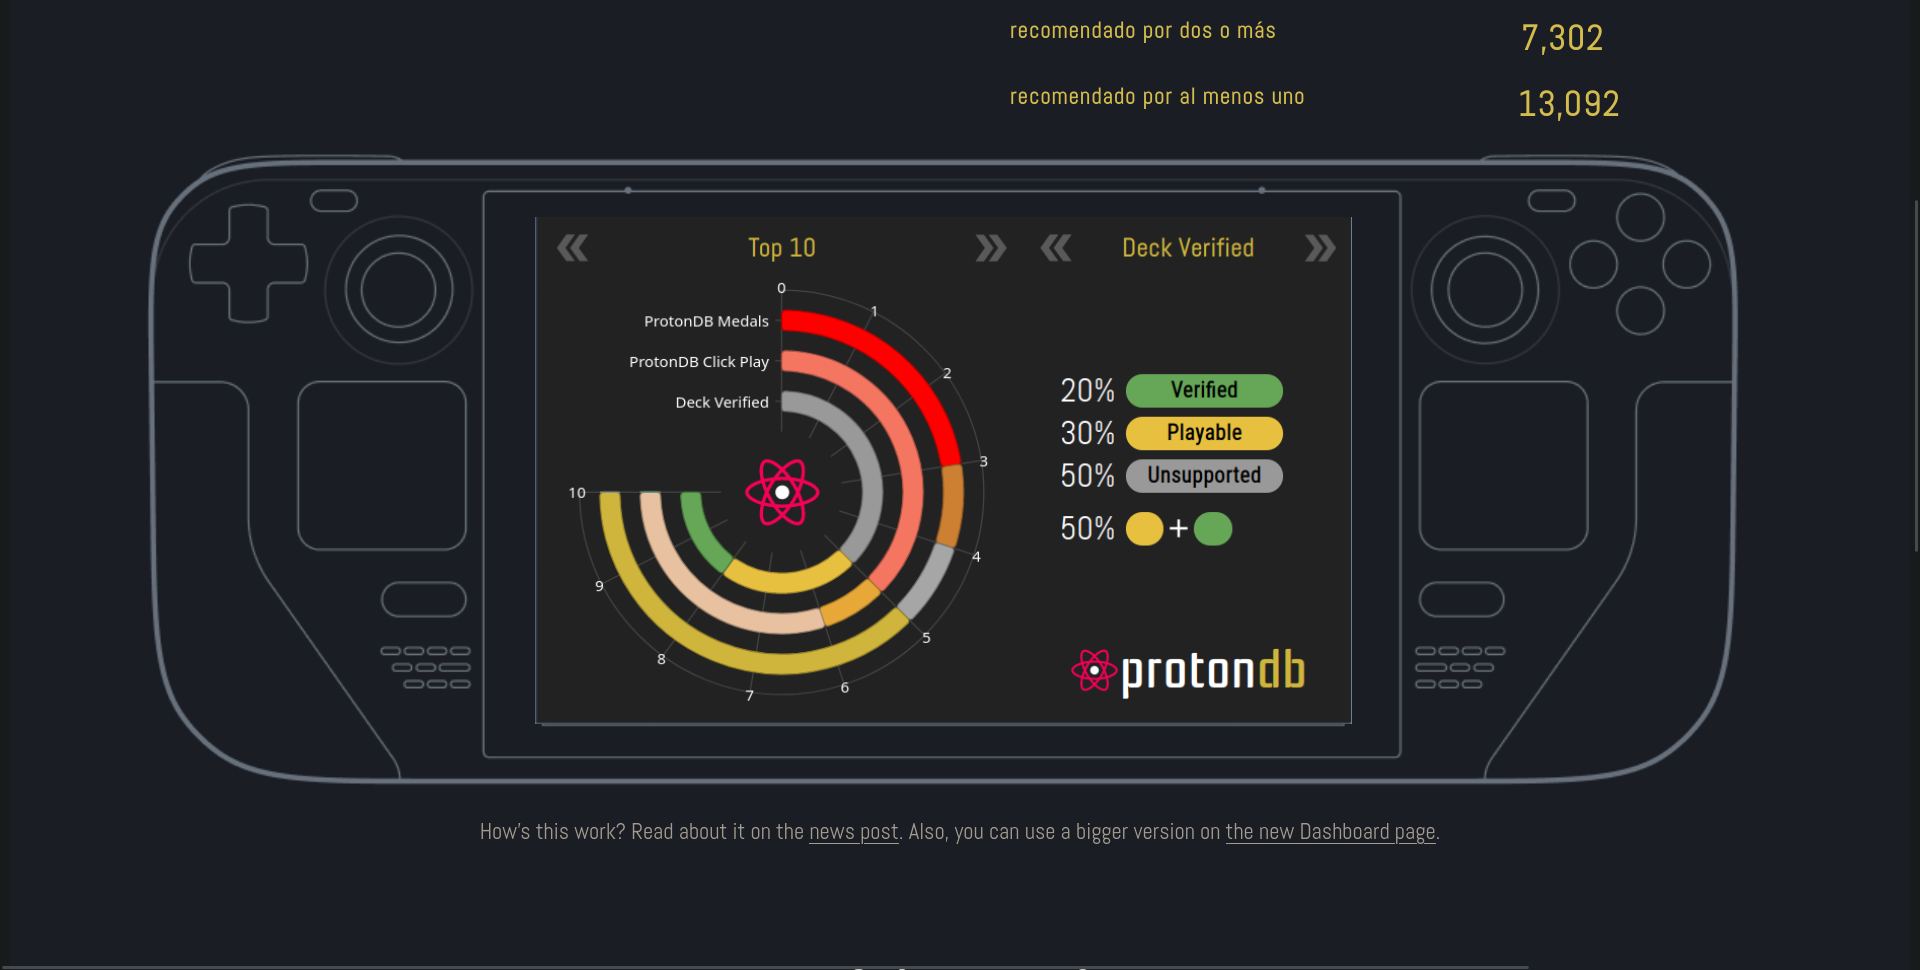 recomendado por dos o más 7,302
recomendado por al menos uno 13,092
Top 10
Deck Verified
0
1
2
3
4
5
6
7
8
9
10
ProtonDB Medals
ProtonDB Click Play
Deck Verified
20% Verified
30% Playable
50% Unsupported
50% +
protondb
How's this work? Read about it on the news post. Also, you can use a bigger version on the new Dashboard page.